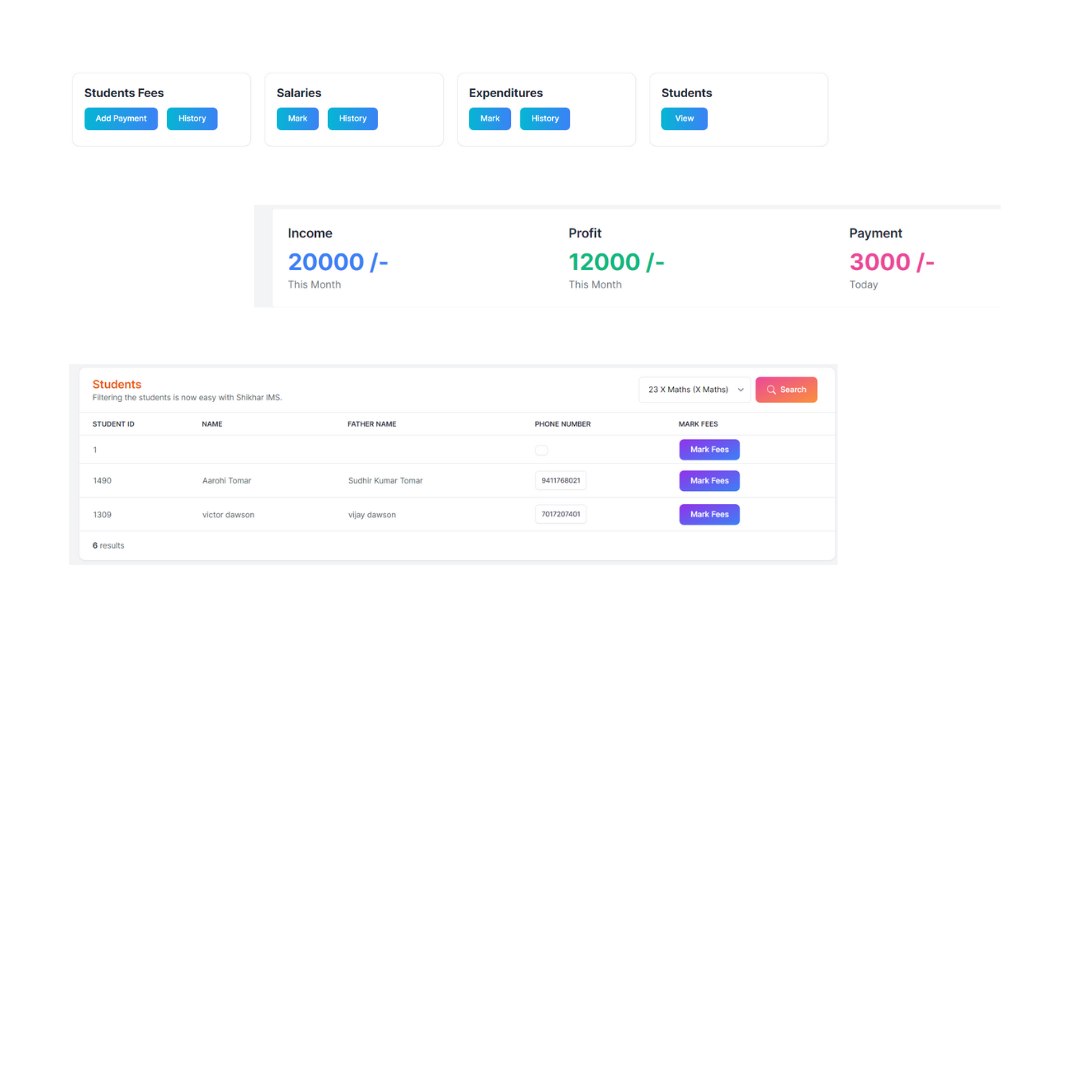 Students Fees
Add Payment History
Salaries
Mark History
Expenditures
Mark History
Students
View
Income
20000 /-
This Month
Profit
12000 /-
This Month
Payment
3000 /-
Today
Students
Filtering the students is now easy with Shikhar IMS.
23 X Maths (X Maths) Search
STUDENT ID NAME FATHER NAME PHONE NUMBER MARK FEES
1 Mark Fees
1490 Aarohi Tomar Sudhir Kumar Tomar 9411768021 Mark Fees
1309 victor dawson vijay dawson 7017207401 Mark Fees
6 results